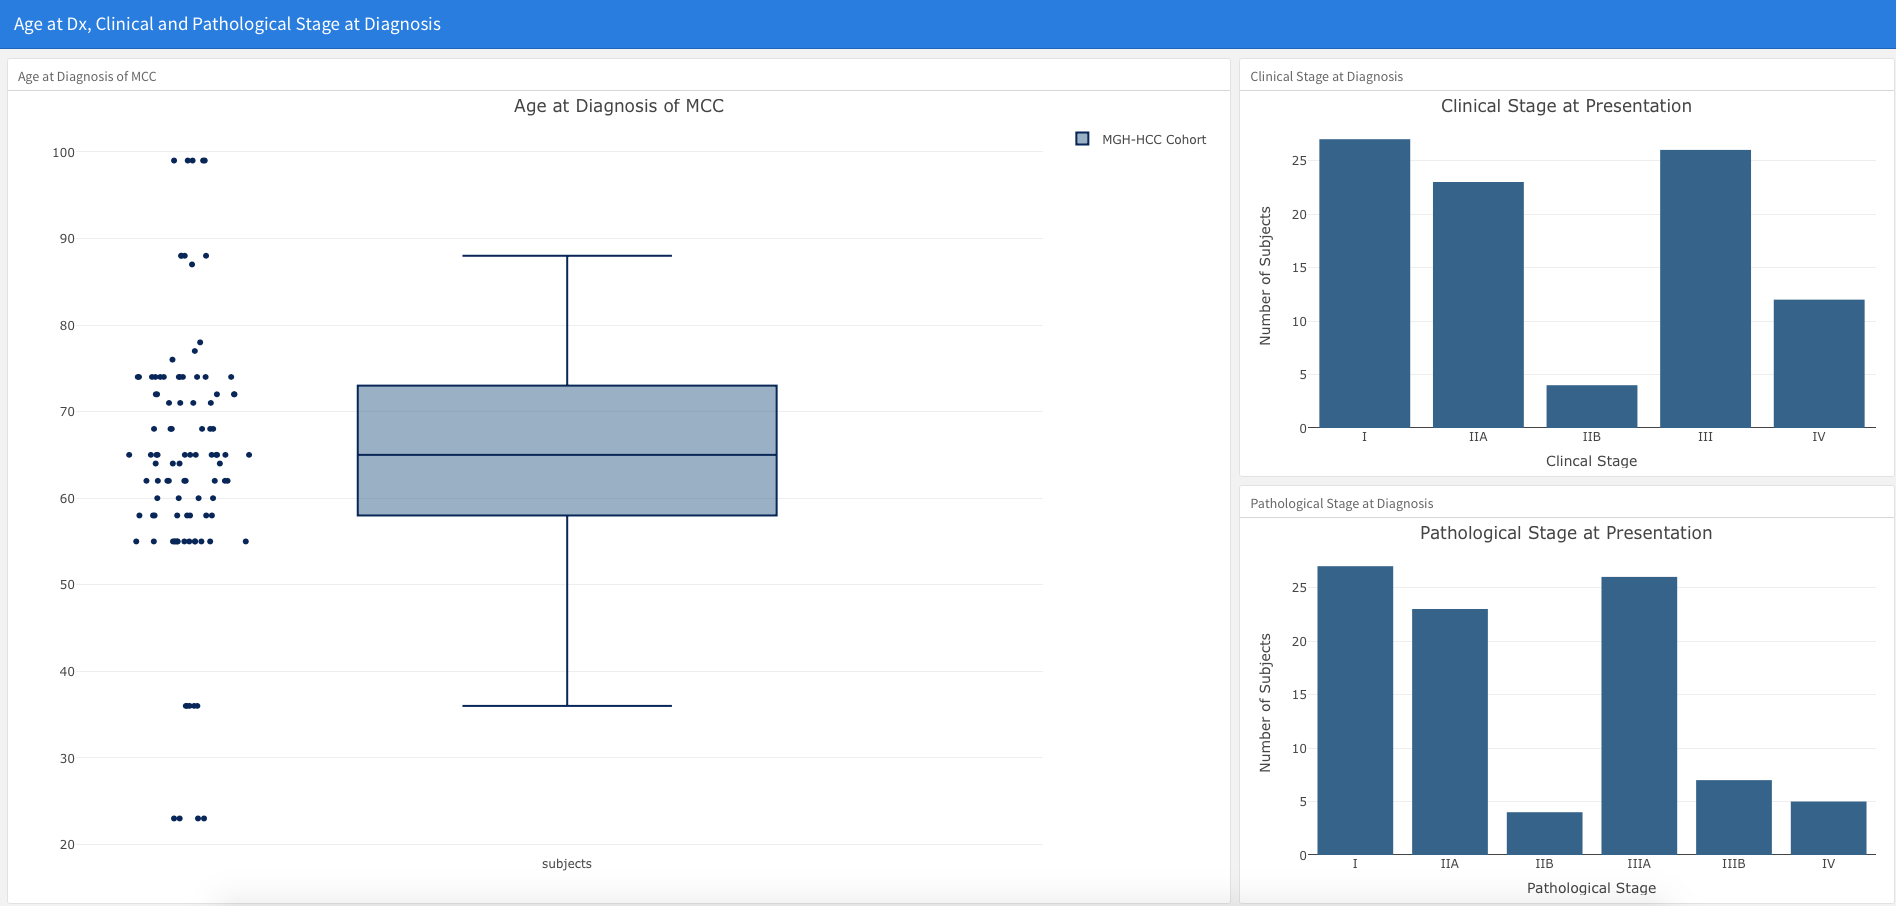 Age at Dx, Clinical and Pathological Stage at Diagnosis
Age at Diagnosis of MCC
Age at Diagnosis of MCC
MGH-HCC Cohort
100
90
80
70
60
50
40
30
20
subjects
Clinical Stage at Diagnosis
Clinical Stage at Presentation
Number of Subjects
25
20
15
10
5
0
I IIA IIB III IV
Clincal Stage
Pathological Stage at Diagnosis
Pathological Stage at Presentation
Number of Subjects
25
20
15
10
5
0
I IIA IIB IIIA IIIB IV
Pathological Stage